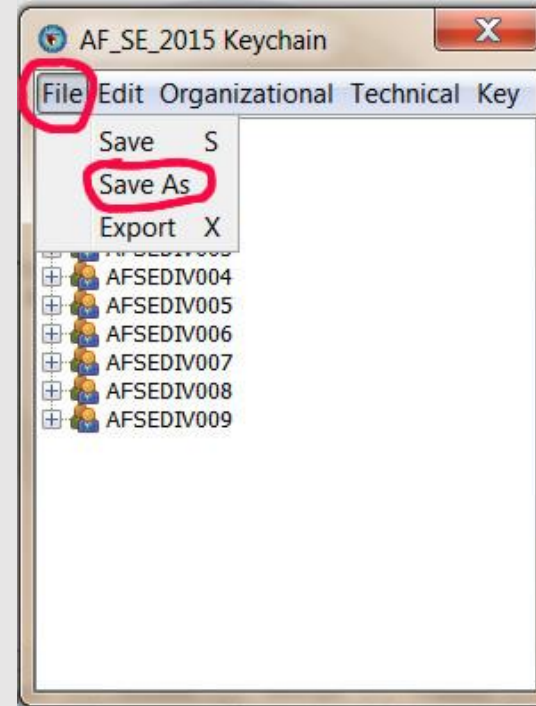 AF_SE_2015 Keychain
File Edit Organizational Technical Key
Save S
Save As
Export X
AFSEDIV004
AFSEDIV005
AFSEDIV006
AFSEDIV007
AFSEDIV008
AFSEDIV009